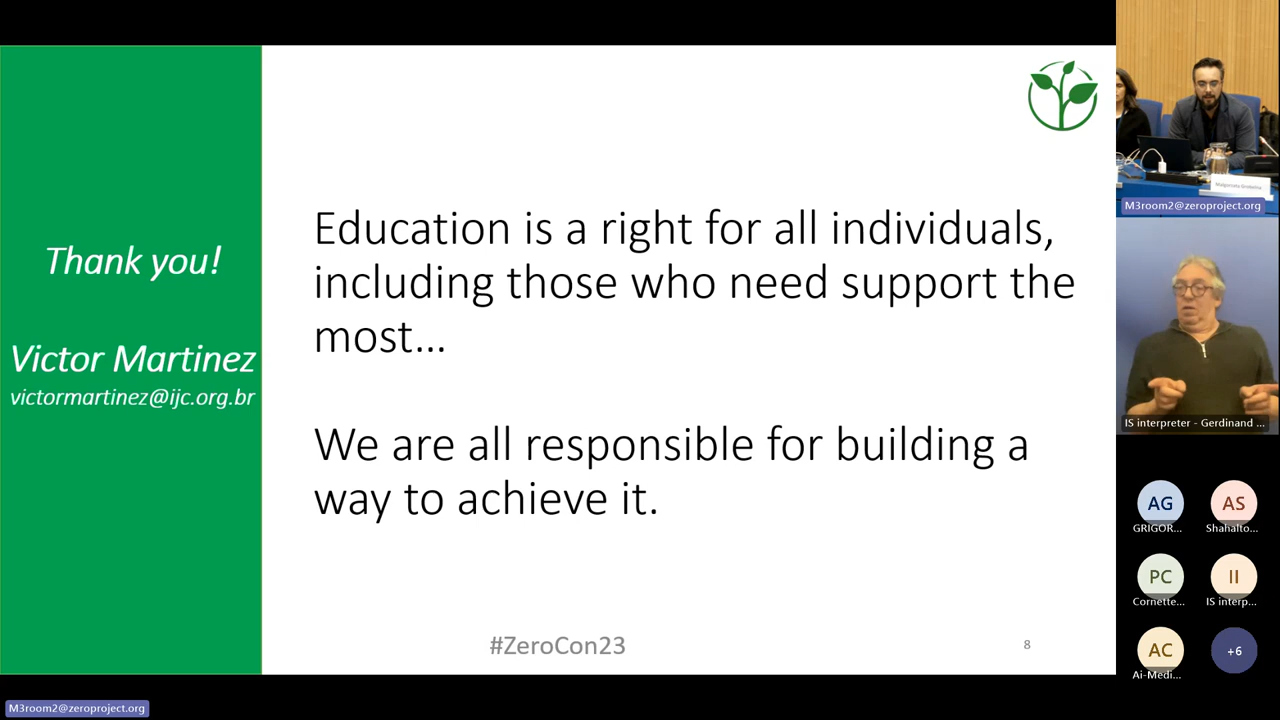 Thank you!
Victor Martinez
victormartinez@ijc.org.br
Education is a right for all individuals,
including those who need support the
most...
We are all responsible for building a
way to achieve it.
#ZeroCon23
8
M3room2@zeroproject.org
IS interpreter - Gerdinand ...
AG
GRIGOR...
AS
Shahalto...
PC
Cornette...
II
IS interp...
AC
Ai-Medi...
+6
M3room2@zeroproject.org